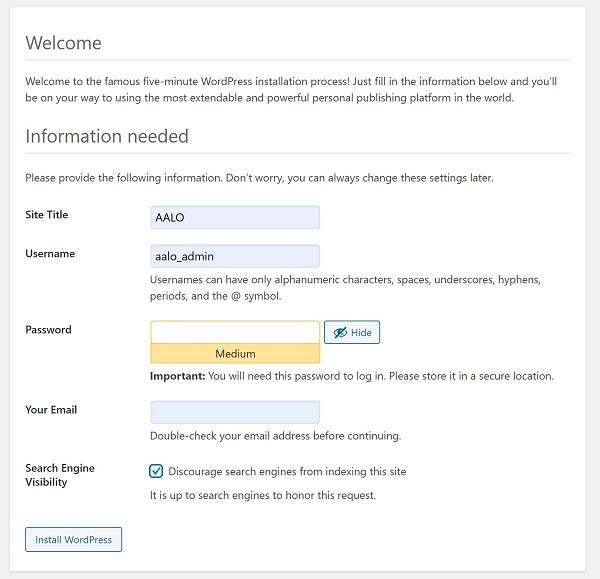 Welcome
Welcome to the famous five-minute WordPress installation process! Just fill in the information below and you'll
be on your way to using the most extendable and powerful personal publishing platform in the world.
Information needed
Please provide the following information. Don't worry, you can always change these settings later.
Site Title
AALO
Username
aalo_admin
Usernames can have only alphanumeric characters, spaces, underscores, hyphens,
periods, and the @ symbol.
Password
Hide
Medium
Important: You will need this password to log in. Please store it in a secure location.
Your Email
Double-check your email address before continuing.
Search Engine
Visibility
Discourage search engines from indexing this site
It is up to search engines to honor this request.
Install WordPress